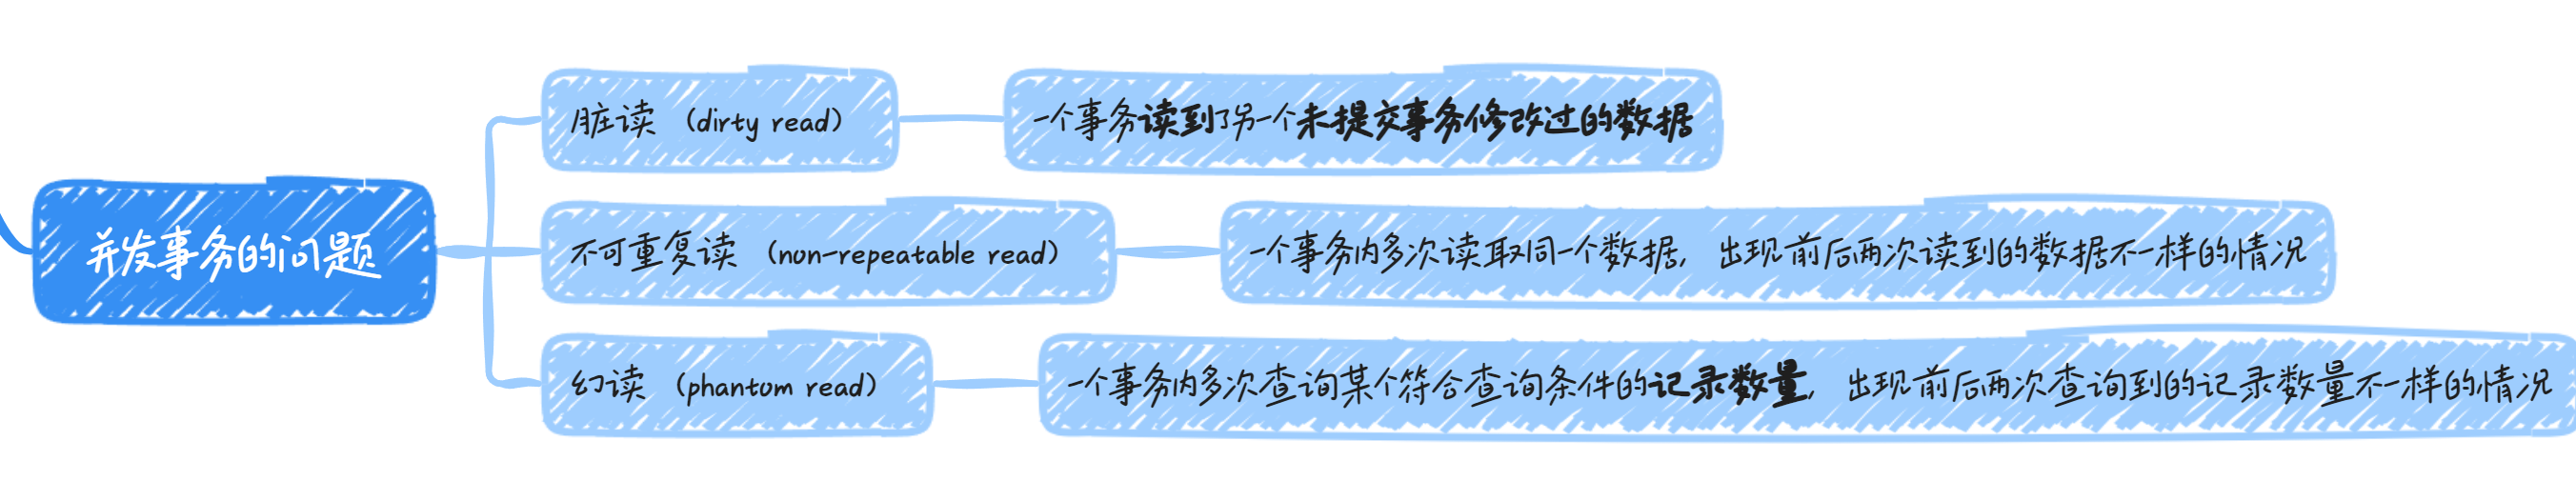 并发事务的问题
脏读 （dirty read）
一个事务读到了另一个未提交事务修改过的数据
不可重复读 （non-repeatable read）
一个事务内多次读取同一个数据， 出现前后两次读到的数据不一样的情况
幻读 （phantom read）
一个事务内多次查询某个符合查询条件的记录数量， 出现前后两次查询到的记录数量不一样的情况